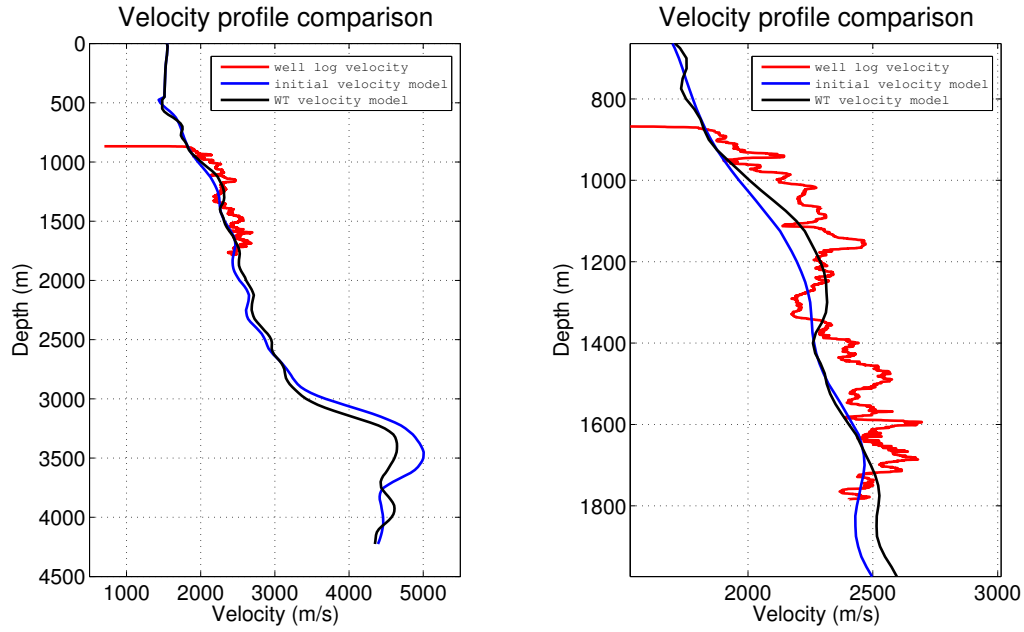 Velocity profile comparison
0
500
1000
1500
2000
2500
3000
3500
4000
4500
Depth (m)
well log velocity
initial velocity model
WT velocity model
1000 2000 3000 4000 5000
Velocity (m/s)
Velocity profile comparison
800
1000
1200
1400
1600
1800
Depth (m)
well log velocity
initial velocity model
WT velocity model
2000 2500 3000
Velocity (m/s)